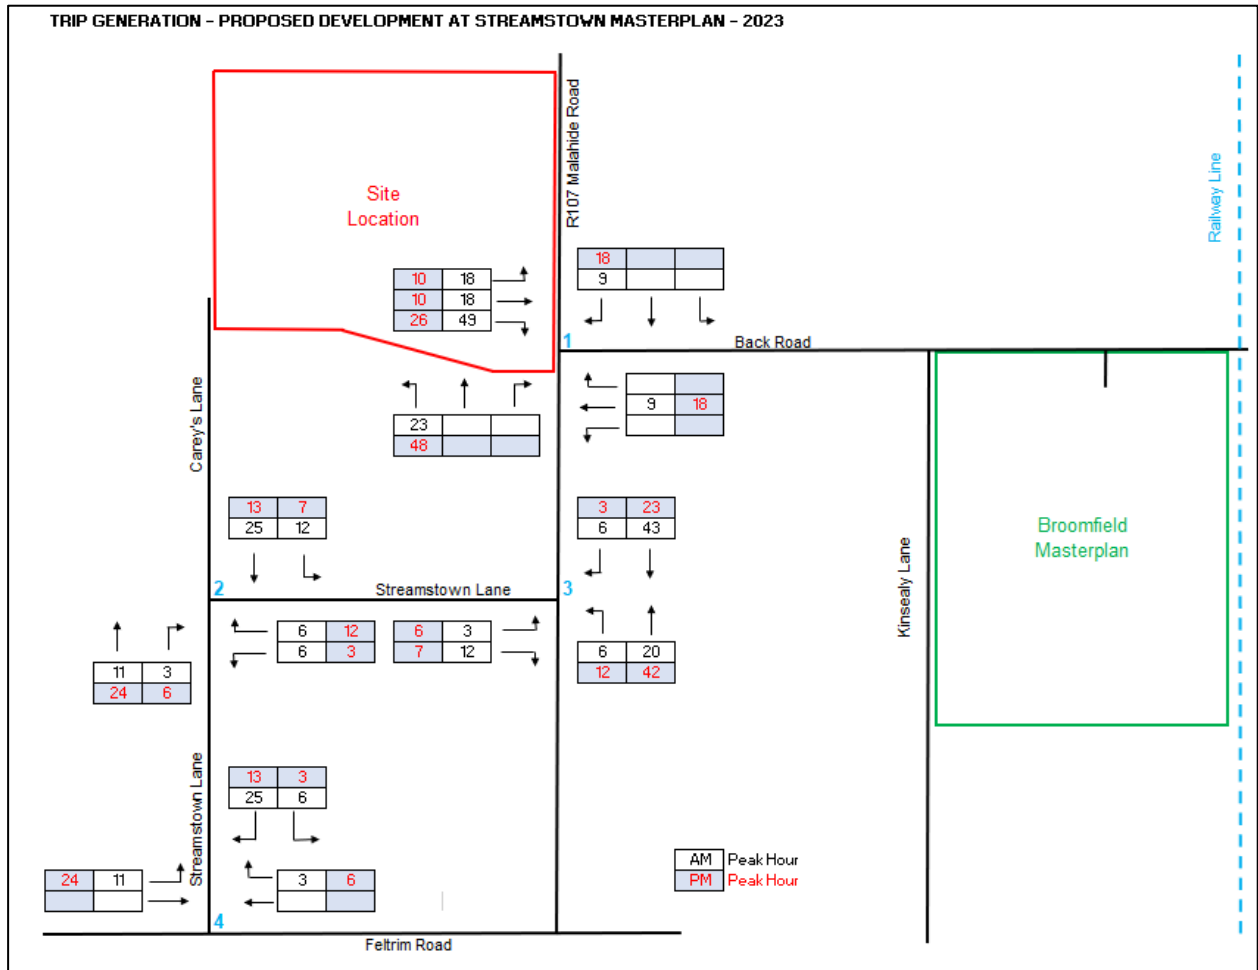 TRIP GENERATION - PROPOSED DEVELOPMENT AT STREAMSTOWN MASTERPLAN - 2023
R107 Malahide Road
Railway Line
Site
Location
18
9
10 18
10 18
26 49
1
Back Road
Carey's Lane
23
48
9 18
13 7
25 12
3 23
6 43
Broomfield
Masterplan
Kinsealy Lane
2
Streamstown Lane
3
6 12
6 3
6 3
7 12
6 20
12 42
11 3
24 6
Streamstown Lane
13 3
25 6
AM Peak Hour
PM Peak Hour
24 11
3 6
4
Feltrim Road